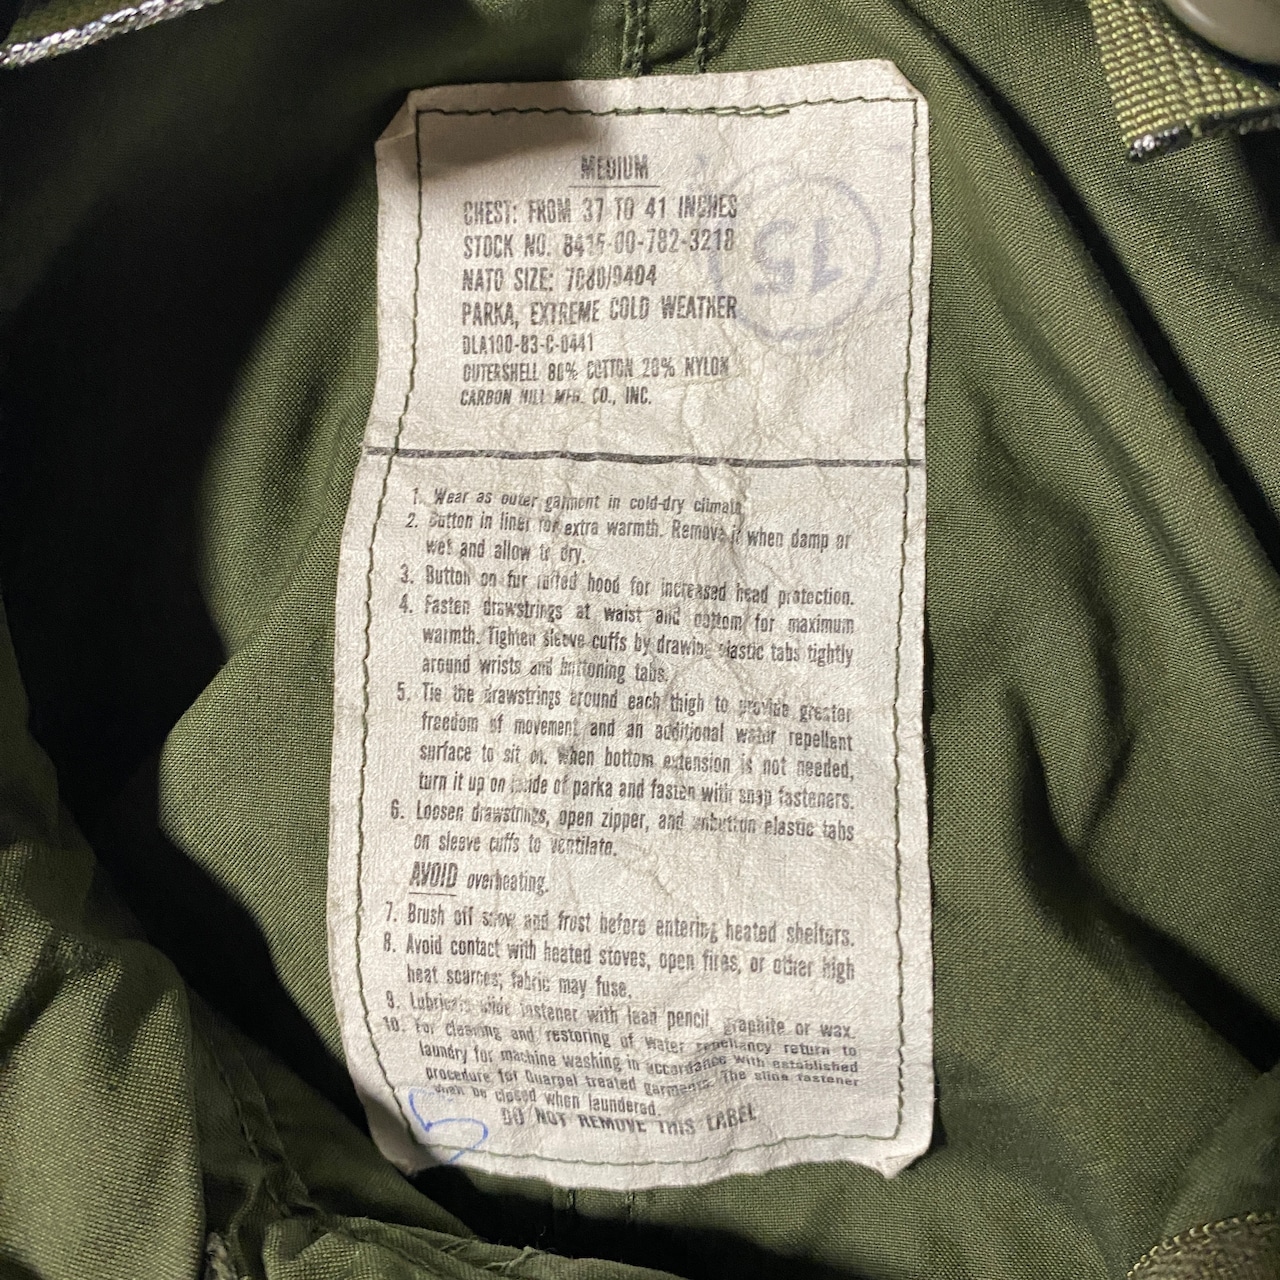 MEDIUM
CHEST: FROM 37 TO 41 INCHES
STOCK NO. 8415-00-782-3218
NATO SIZE: 7080/9404
PARKA, EXTREME COLD WEATHER
DLA100-83-C-0441
OUTERSHELL 80% COTTON 20% NYLON
CARBON HILL MFG. CO., INC.
15
1. Wear as outer garment in cold-dry climate
2. Button in liner for extra warmth. Remove it when damp or
wet and allow to dry.
3. Button on fur ruffed hood for increased head protection.
4. Fasten drawstrings at waist and bottom for maximum
warmth. Tighten sleeve cuffs by drawing elastic tabs tightly
around wrists and buttoning tabs.
5. Tie the drawstrings around each thigh to provide greater
freedom of movement and an additional water repellent
surface to sit on. When bottom extension is not needed,
turn it up on inside of parka and fasten with snap fasteners.
6. Loosen drawstrings, open zipper, and unbutton elastic tabs
on sleeve cuffs to ventilate.
AVOID overheating.
7. Brush off snow and frost before entering heated shelters.
8. Avoid contact with heated stoves, open fires, or other high
heat sources; fabric may fuse.
9. Lubricate slide fastener with lead pencil, graphite or wax.
10. For cleaning and restoring of water repellancy return to
laundry for machine washing in accordance with established
procedure for Quarpel treated garments. The slide fastener
must be closed when laundered.
DO NOT REMOVE THIS LABEL